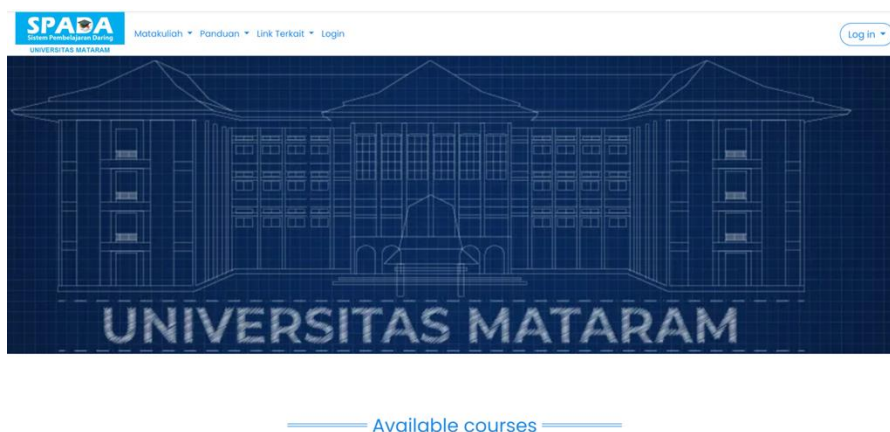 SPADA
Sistem Pembelajaran Daring
UNIVERSITAS MATARAM
Matakuliah Panduan Link Terkait Login
Log in
UNIVERSITAS MATARAM
Available courses